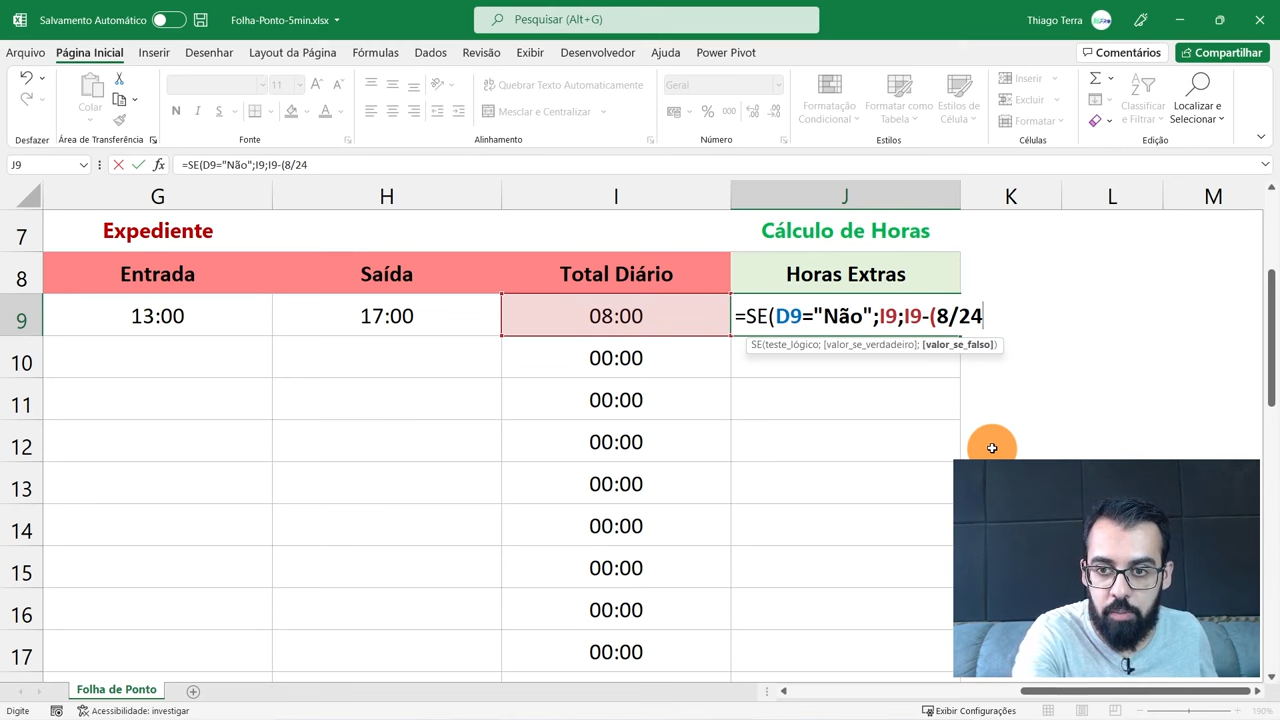 Salvamento Automático
Folha-Ponto-5min.xlsx
Pesquisar (Alt+G)
Thiago Terra
Arquivo Página Inicial Inserir Desenhar Layout da Página Fórmulas Dados Revisão Exibir Desenvolvedor Ajuda Power Pivot
Comentários
Compartilhar
11
Geral
Quebrar Texto Automaticamente
Mesclar e Centralizar
N I S
Colar
Formatação Condicional
Formatar como Tabela
Estilos de Célula
Inserir
Excluir
Formatar
Classificar e Filtrar
Localizar e Selecionar
Desfazer
Área de Transferência
Fonte
Alinhamento
Número
Estilos
Células
Edição
J9
=SE(D9="Não";I9;I9-(8/24
G H I J K L M
7 Expediente Cálculo de Horas
8 Entrada Saída Total Diário Horas Extras
9 13:00 17:00 08:00 =SE(D9="Não";I9;I9-(8/24
SE(teste_lógico; [valor_se_verdadeiro]; [valor_se_falso])
10 00:00
11 00:00
12 00:00
13 00:00
14 00:00
15 00:00
16 00:00
17 00:00
Folha de Ponto
Digite
Acessibilidade: investigar
Exibir Configurações
190%